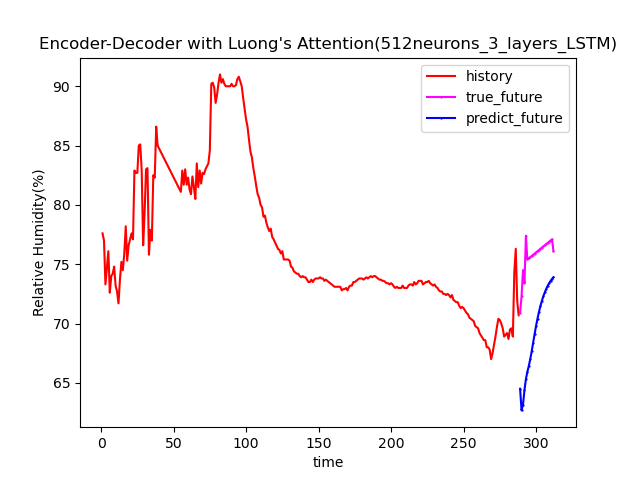 Encoder-Decoder with Luong's Attention(512neurons_3_layers_LSTM)
history
true_future
predict_future
Relative Humidity(%)
90
85
80
75
70
65
0 50 100 150 200 250 300
time